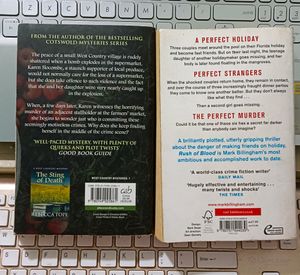 FROM THE AUTHOR OF THE BESTSELLING
COTSWOLD MYSTERIES SERIES
The peace of a small West Country village is rudely
shattered when a bomb explodes in the supermarket.
Karen Slocombe, a staunch supporter of local produce,
would not normally care for the loss of a supermarket,
but she does take offence to such violence and the fact
that she and her daughter were very nearly caught up
in the explosion.
When, a few days later, Karen witnesses the horrifying
murder of an adjacent stallholder at the farmers' market,
she begins to wonder just who is committing these
seemingly motiveless crimes. Why does she keep finding
herself in the middle of the crime scene?
'WELL-PACED MYSTERY, WITH PLENTY OF
QUERKS AND PLOT TWISTS'
GOOD BOOK GUIDE
The Sting
of Death
REBECCA TOPE
WEST COUNTRY MYSTERIES
A PERFECT HOLIDAY
Three couples meet around the pool on their Florida holiday
and become fast friends. But on their last night, the teenage
daughter of another holidaymaker goes missing, and her
body is later found floating in the mangroves.
PERFECT STRANGERS
When the shocked couples return home, they remain in contact,
and over the course of three increasingly fraught dinner parties
they come to know one another better. But they don't always
like what they find...
Then a second girl goes missing.
THE PERFECT MURDER
Could it be that one of these six has a secret far darker
than anybody can imagine?
A brilliantly plotted, utterly gripping thriller
about the danger of making friends on holiday,
Rush of Blood is Mark Billingham's most
ambitious and accomplished work to date.
'A world-class crime fiction writer'
DAILY MAIL
'Hugely effective and entertaining...
many twists and shocks'
THE TIMES
www.markbillingham.com
FSC